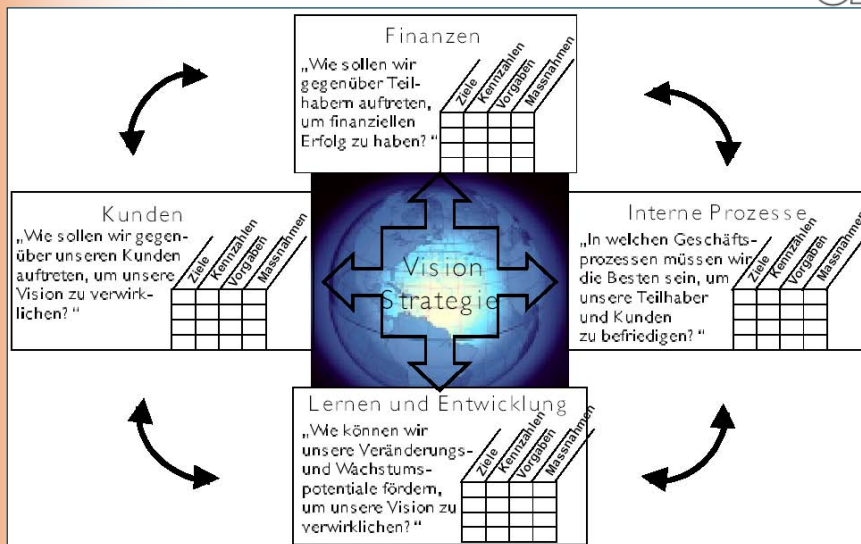 Finanzen
„Wie sollen wir
gegenüber Teil-
habern auftreten,
um finanziellen
Erfolg zu haben? “
Ziele
Kennzahlen
Vorgaben
Massnahmen
Kunden
„Wie sollen wir gegen-
über unseren Kunden
auftreten, um unsere
Vision zu verwirk-
lichen? “
Ziele
Kennzahlen
Vorgaben
Massnahmen
Vision
Strategie
Interne Prozesse
„In welchen Geschäfts-
prozessen müssen wir
die Besten sein, um
unsere Teilhaber
und Kunden
zu befriedigen? “
Ziele
Kennzahlen
Vorgaben
Massnahmen
Lernen und Entwicklung
„Wie können wir
unsere Veränderungs-
und Wachstums-
potentiale fördern,
um unsere Vision zu
verwirklichen? “
Ziele
Kennzahlen
Vorgaben
Massnahmen